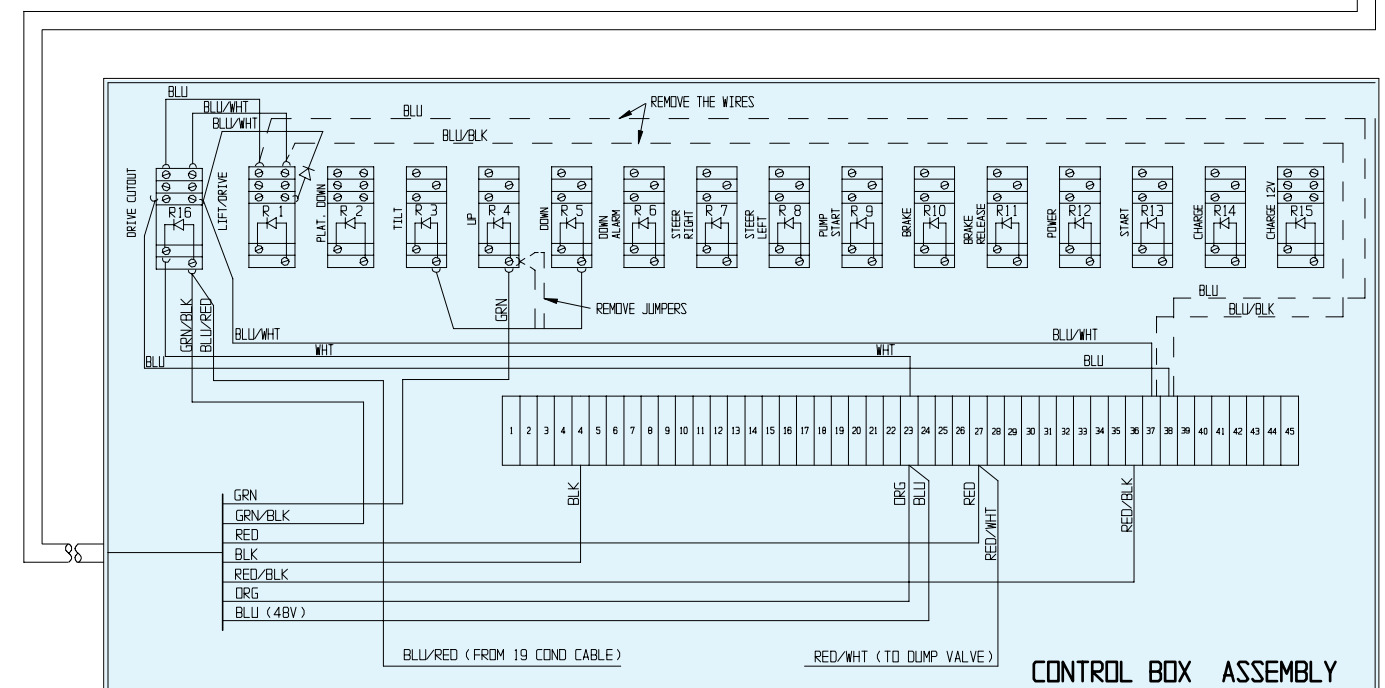 BLU
BLU/WHT
BLU/WHT
BLU
BLU/BLK
REMOVE THE WIRES
DRIVE CUTOUT
R16
LIFT/DRIVE
R 1
PLAT. DOWN
R 2
TILT
R 3
UP
R 4
DOWN
R 5
DOWN ALARM
R 6
STEER RIGHT
R 7
STEER LEFT
R 8
PUMP START
R 9
BRAKE
R10
BRAKE RELEASE
R11
POWER
R12
START
R13
CHARGE
R14
CHARGE 12V
R15
GRN/BLK
BLU/RED
GRN
REMOVE JUMPERS
BLU
BLU/BLK
BLU/WHT
BLU/WHT
WHT
WHT
BLU
BLU
1 2 3 4 4 5 6 7 8 9 10 11 12 13 14 15 16 17 18 19 20 21 22 23 24 25 26 27 28 29 30 31 32 33 34 35 36 37 38 39 40 41 42 43 44 45
BLK
ORG
BLU
RED
RED/WHT
RED/BLK
GRN
GRN/BLK
RED
BLK
RED/BLK
ORG
BLU (48V)
BLU/RED (FROM 19 COND CABLE)
RED/WHT (TO DUMP VALVE)
CONTROL BOX ASSEMBLY